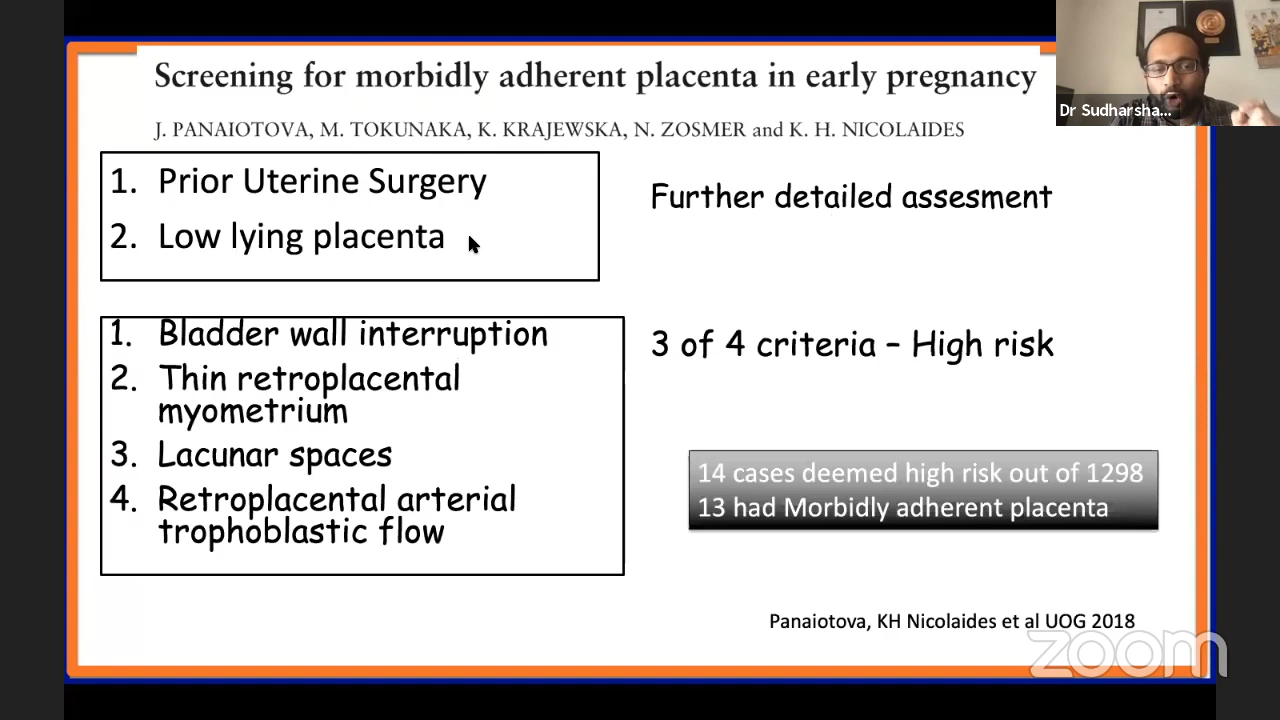 Screening for morbidly adherent placenta in early pregnancy
J. PANAIOTOVA, M. TOKUNAKA, K. KRAJEWSKA, N. ZOSMER and K. H. NICOLAIDES
Dr Sudharsha...
1. Prior Uterine Surgery
2. Low lying placenta
Further detailed assesment
1. Bladder wall interruption
2. Thin retroplacental
myometrium
3. Lacunar spaces
4. Retroplacental arterial
trophoblastic flow
3 of 4 criteria – High risk
14 cases deemed high risk out of 1298
13 had Morbidly adherent placenta
Panaiotova, KH Nicolaides et al UOG 2018
zoom